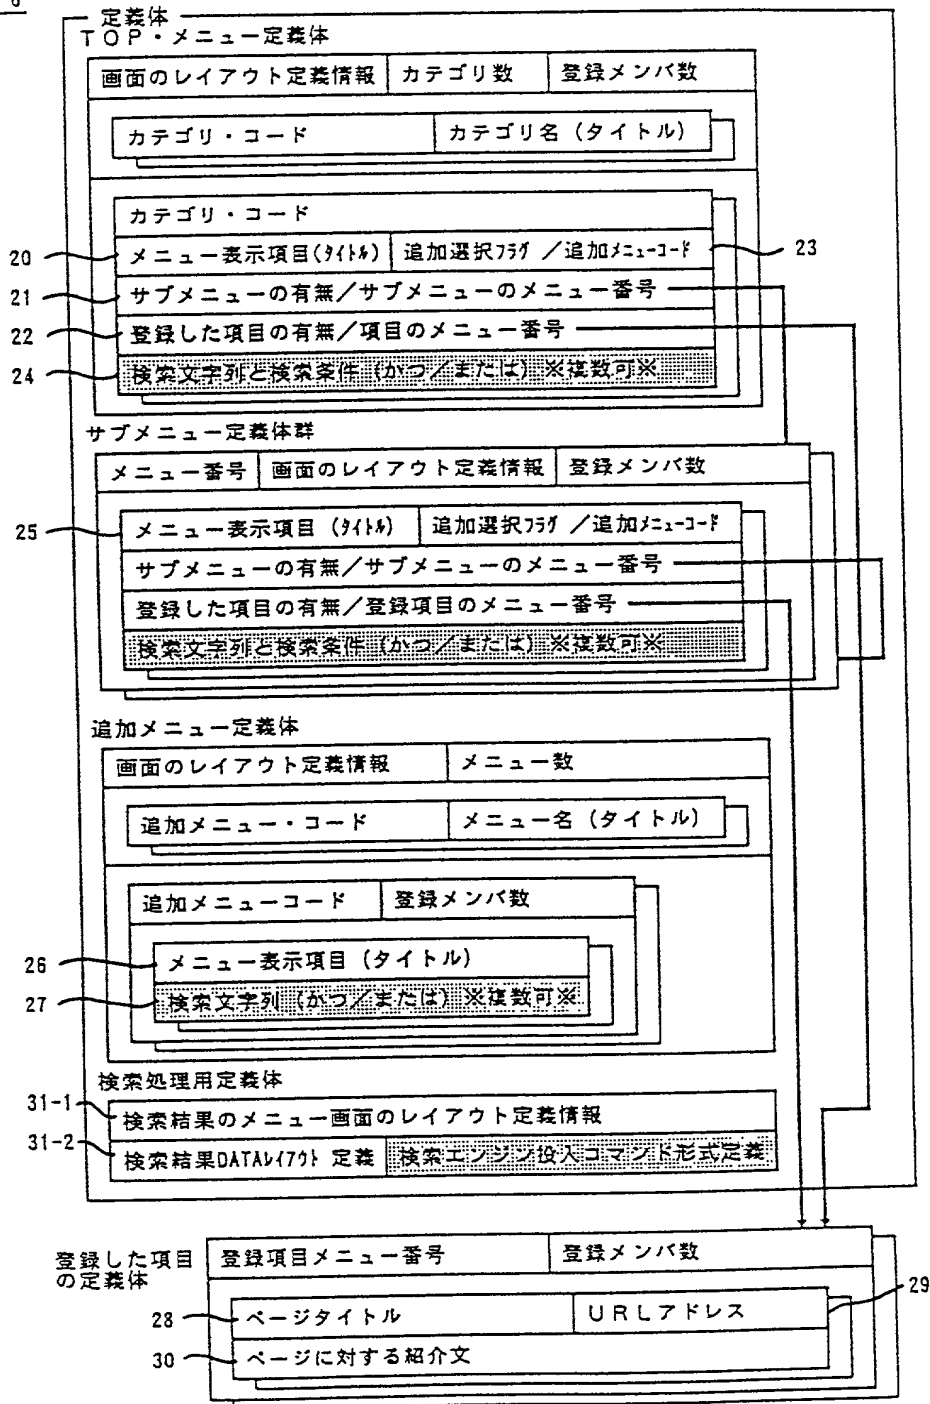 定義体
TOP・メニュー定義体
画面のレイアウト定義情報 カテゴリ数 登録メンバ数
カテゴリ・コード カテゴリ名(タイトル)
カテゴリ・コード
20 メニュー表示項目(タイトル) 追加選択フラグ/追加メニューコード 23
21 サブメニューの有無/サブメニューのメニュー番号
22 登録した項目の有無/項目のメニュー番号
24 検索文字列と検索条件(かつ/または)※複数可※
サブメニュー定義体群
メニュー番号 画面のレイアウト定義情報 登録メンバ数
25 メニュー表示項目(タイトル) 追加選択フラグ/追加メニューコード
サブメニューの有無/サブメニューのメニュー番号
登録した項目の有無/登録項目のメニュー番号
検索文字列と検索条件(かつ/または)※複数可※
追加メニュー定義体
画面のレイアウト定義情報 メニュー数
追加メニュー・コード メニュー名(タイトル)
追加メニューコード 登録メンバ数
26 メニュー表示項目(タイトル)
27 検索文字列(かつ/または)※複数可※
検索処理用定義体
31-1 検索結果のメニュー画面のレイアウト定義情報
31-2 検索結果DATAレイアウト 定義 検索エンジン投入コマンド形式定義
登録した項目
の定義体
登録項目メニュー番号 登録メンバ数
28 ページタイトル URLアドレス 29
30 ページに対する紹介文